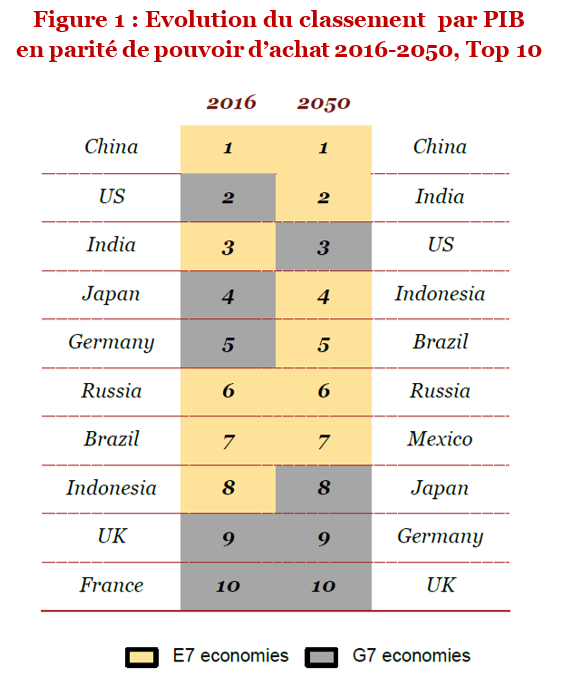 Figure 1 : Evolution du classement par PIB
en parité de pouvoir d’achat 2016-2050, Top 10
2016 2050
China 1 1 China
US 2 2 India
India 3 3 US
Japan 4 4 Indonesia
Germany 5 5 Brazil
Russia 6 6 Russia
Brazil 7 7 Mexico
Indonesia 8 8 Japan
UK 9 9 Germany
France 10 10 UK
E7 economies G7 economies